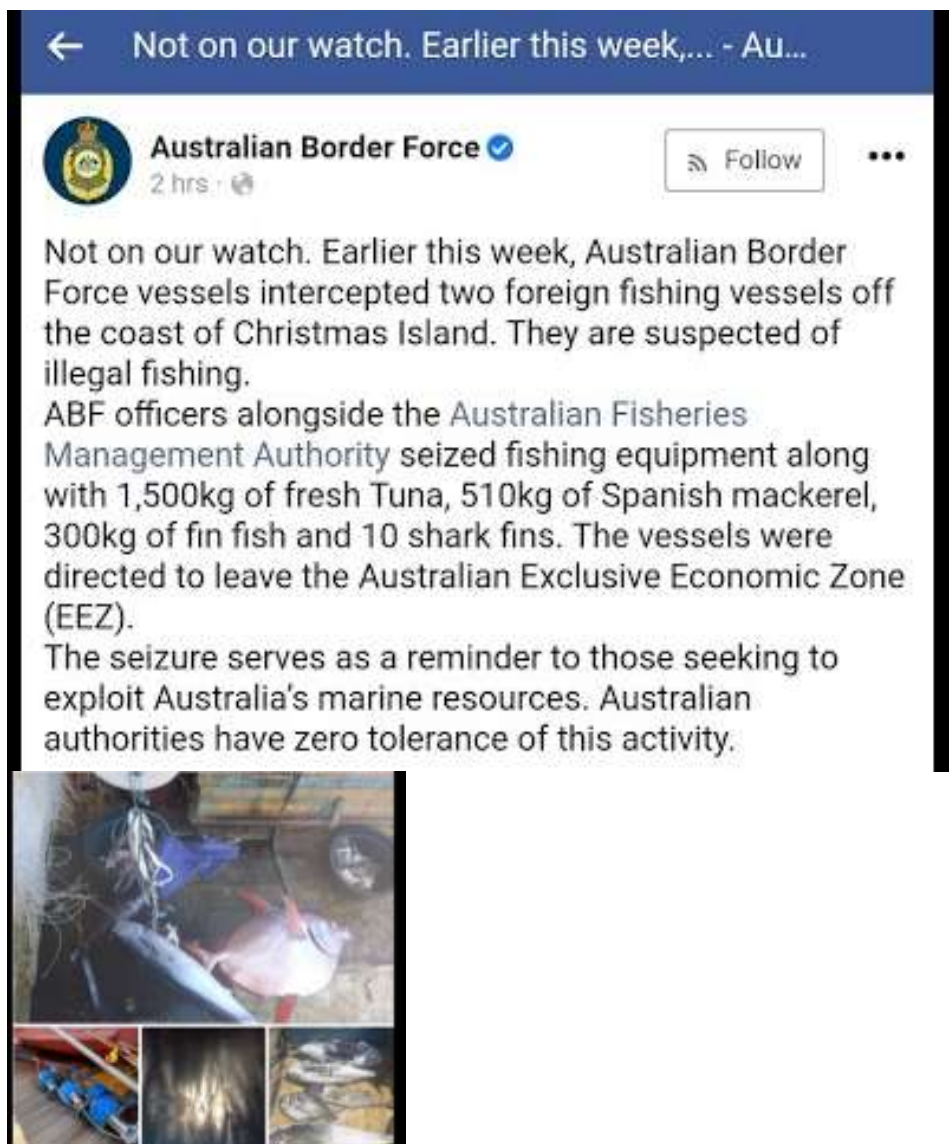 Not on our watch. Earlier this week,... - Au...
Australian Border Force
2 hrs ·
Follow
Not on our watch. Earlier this week, Australian Border
Force vessels intercepted two foreign fishing vessels off
the coast of Christmas Island. They are suspected of
illegal fishing.
ABF officers alongside the Australian Fisheries
Management Authority seized fishing equipment along
with 1,500kg of fresh Tuna, 510kg of Spanish mackerel,
300kg of fin fish and 10 shark fins. The vessels were
directed to leave the Australian Exclusive Economic Zone
(EEZ).
The seizure serves as a reminder to those seeking to
exploit Australia's marine resources. Australian
authorities have zero tolerance of this activity.